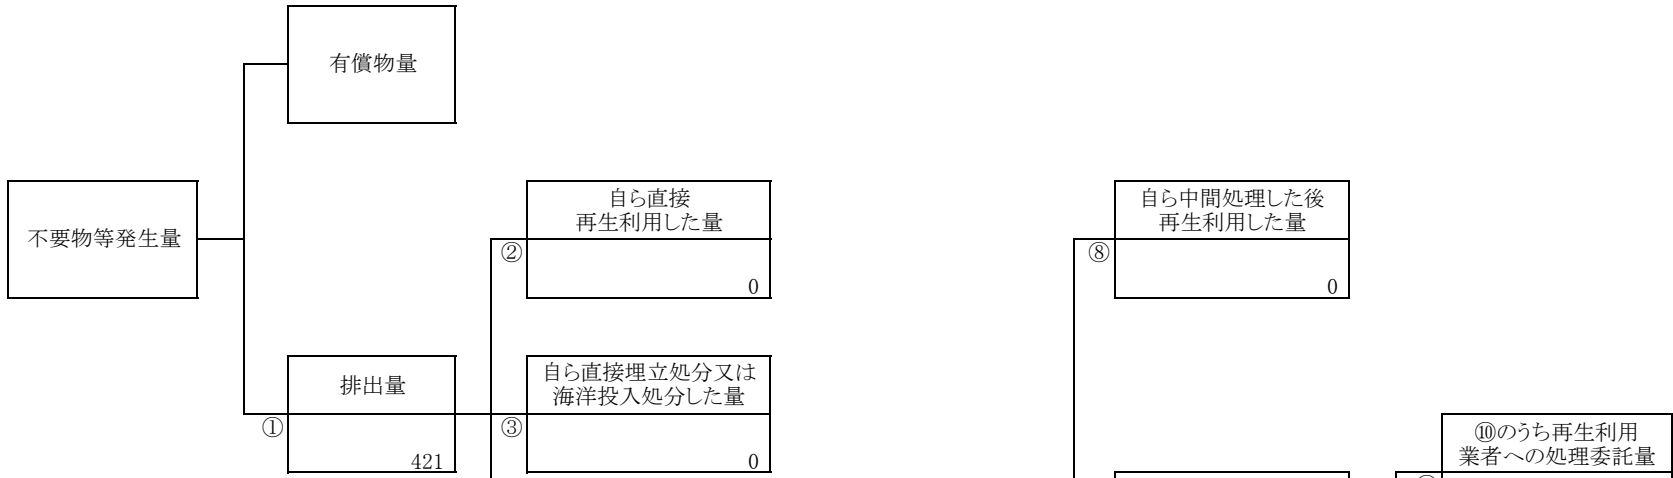 有償物量
不要物等発生量
自ら直接
再生利用した量
②
0
自ら中間処理した後
再生利用した量
⑧
0
排出量
①
421
自ら直接埋立処分又は
海洋投入処分した量
③
0
⑩のうち再生利用
業者への処理委託量